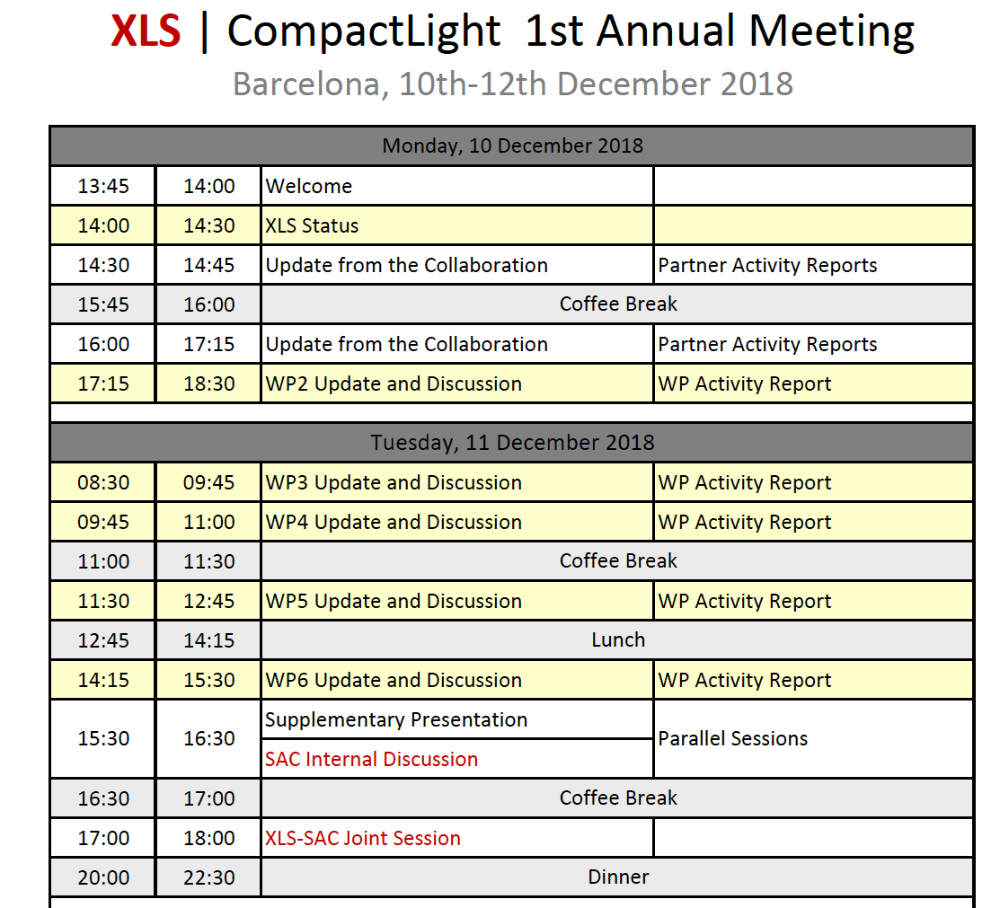 XLS | CompactLight 1st Annual Meeting
Barcelona, 10th-12th December 2018
Monday, 10 December 2018
13:45 14:00 Welcome
14:00 14:30 XLS Status
14:30 14:45 Update from the Collaboration Partner Activity Reports
15:45 16:00 Coffee Break
16:00 17:15 Update from the Collaboration Partner Activity Reports
17:15 18:30 WP2 Update and Discussion WP Activity Report
Tuesday, 11 December 2018
08:30 09:45 WP3 Update and Discussion WP Activity Report
09:45 11:00 WP4 Update and Discussion WP Activity Report
11:00 11:30 Coffee Break
11:30 12:45 WP5 Update and Discussion WP Activity Report
12:45 14:15 Lunch
14:15 15:30 WP6 Update and Discussion WP Activity Report
15:30 16:30 Supplementary Presentation Parallel Sessions
SAC Internal Discussion
16:30 17:00 Coffee Break
17:00 18:00 XLS-SAC Joint Session
20:00 22:30 Dinner